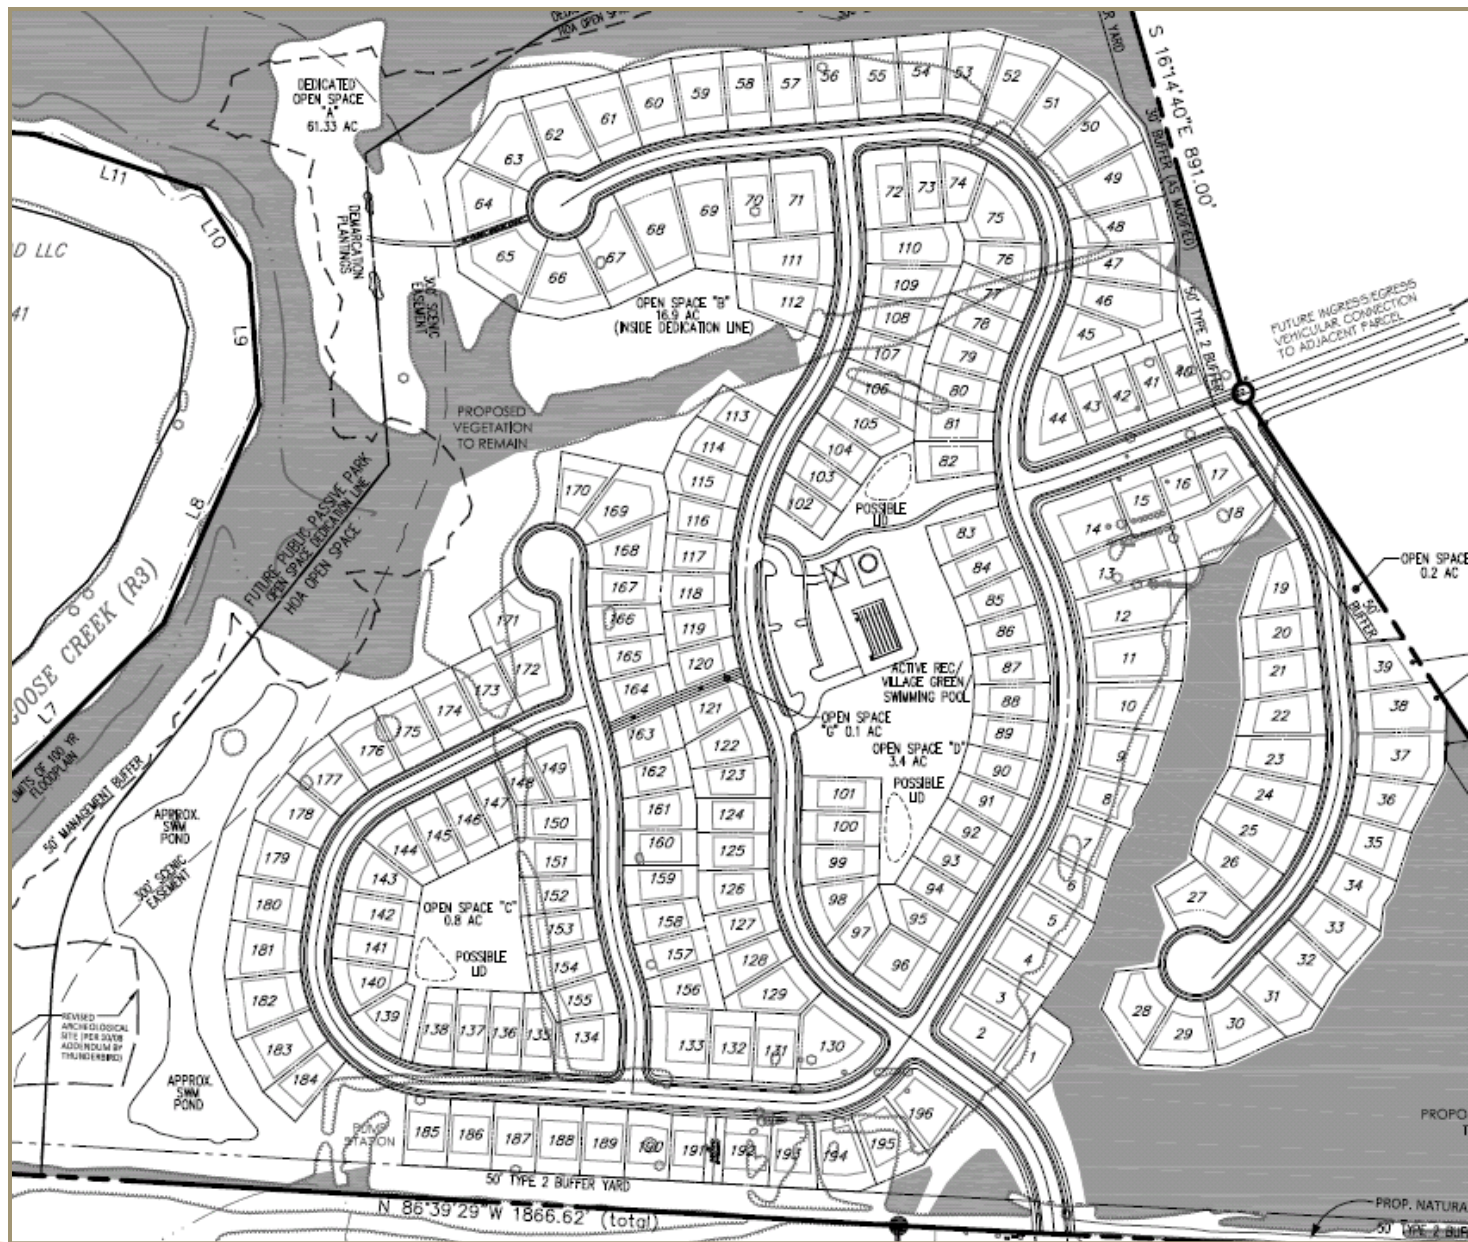 HOA OPEN
R YARD
S 16°14'40"E 891.00'
30' BUFFER (AS MODIFIED)
DEDICATED
OPEN SPACE
"A"
61.33 AC
L11
L10
D LLC
41
L9
L8
L7
GOOSE CREEK (R3)
DEMARCATION
PLANTINGS
300' SCENIC
EASEMENT
OPEN SPACE "B"
16.9 AC
(INSIDE DEDICATION LINE)
50' TYPE 2 BUFFER
FUTURE INGRESS/EGRESS
VEHICULAR CONNECTION
TO ADJACENT PARCEL
PROPOSED
VEGETATION
TO REMAIN
FUTURE PUBLIC PASSIVE PARK
OPEN SPACE DEDICATION LINE
HOA OPEN SPACE
POSSIBLE
LID
OPEN SPACE
0.2 AC
50'
BUFFER
ACTIVE REC/
VILLAGE GREEN/
SWIMMING POOL
OPEN SPACE
"G" 0.1 AC
OPEN SPACE "D"
3.4 AC
POSSIBLE
LID
LIMITS OF 100 YR
FLOODPLAIN
50' MANAGEMENT BUFFER
APPROX.
SWM
POND
300' SCENIC
EASEMENT
OPEN SPACE "C"
0.8 AC
POSSIBLE
LID
REVISED
ARCHEOLOGICAL
SITE (PER
ADDENDUM BY
THUNDERBIRD)
APPROX.
SWM
POND
PUMP
STATION
PROPO
T
50' TYPE 2 BUFFER YARD
N 86°39'29"W 1866.62' (total)
PROP. NATURA
50' TYPE 2 BUF
1
2
3
4
5
6
7
8
9
10
11
12
13
14
15
16
17
18
19
20
21
22
23
24
25
26
27
28
29
30
31
32
33
34
35
36
37
38
39
40
41
42
43
44
45
46
47
48
49
50
51
52
53
54
55
56
57
58
59
60
61
62
63
64
65
66
67
68
69
70
71
72
73
74
75
76
77
78
79
80
81
82
83
84
85
86
87
88
89
90
91
92
93
94
95
96
97
98
99
100
101
102
103
104
105
106
107
108
109
110
111
112
113
114
115
116
117
118
119
120
121
122
123
124
125
126
127
128
129
130
131
132
133
134
135
136
137
138
139
140
141
142
143
144
145
146
147
148
149
150
151
152
153
154
155
156
157
158
159
160
161
162
163
164
165
166
167
168
169
170
171
172
173
174
175
176
177
178
179
180
181
182
183
184
185
186
187
188
189
190
191
192
193
194
195
196